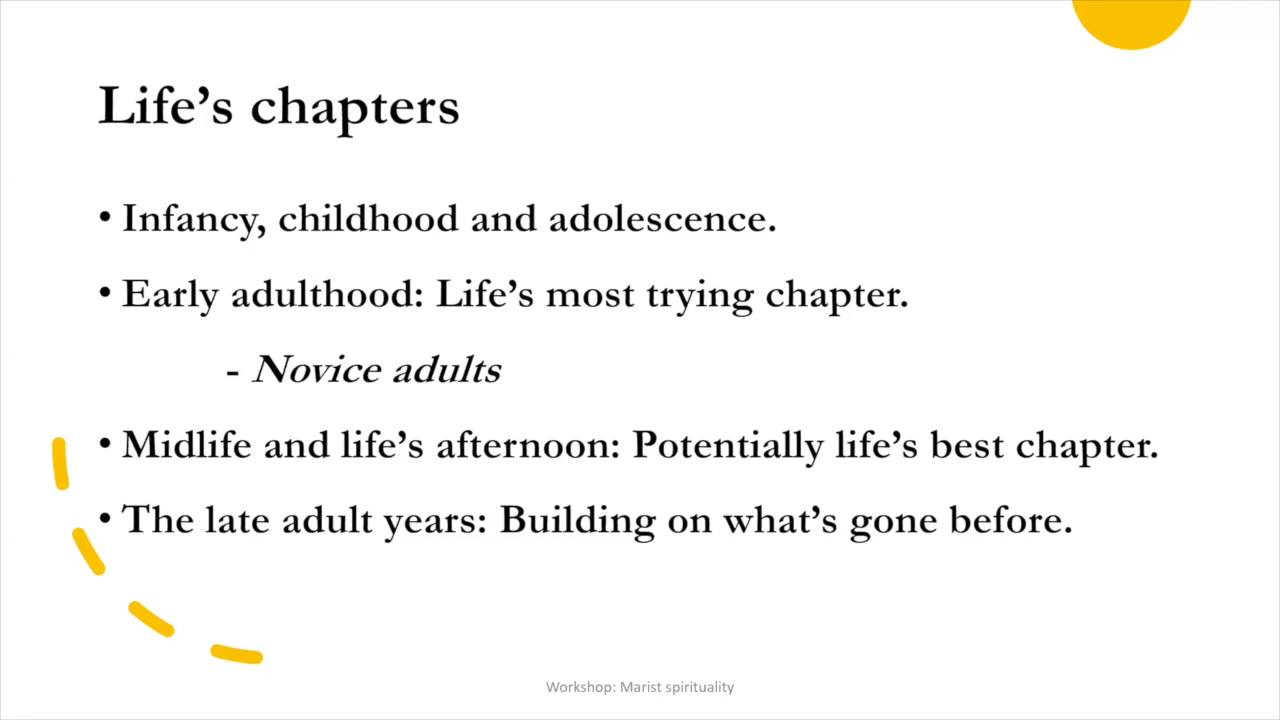 Life’s chapters
• Infancy, childhood and adolescence.
• Early adulthood: Life’s most trying chapter.
- Novice adults
• Midlife and life’s afternoon: Potentially life’s best chapter.
• The late adult years: Building on what’s gone before.
Workshop: Marist spirituality